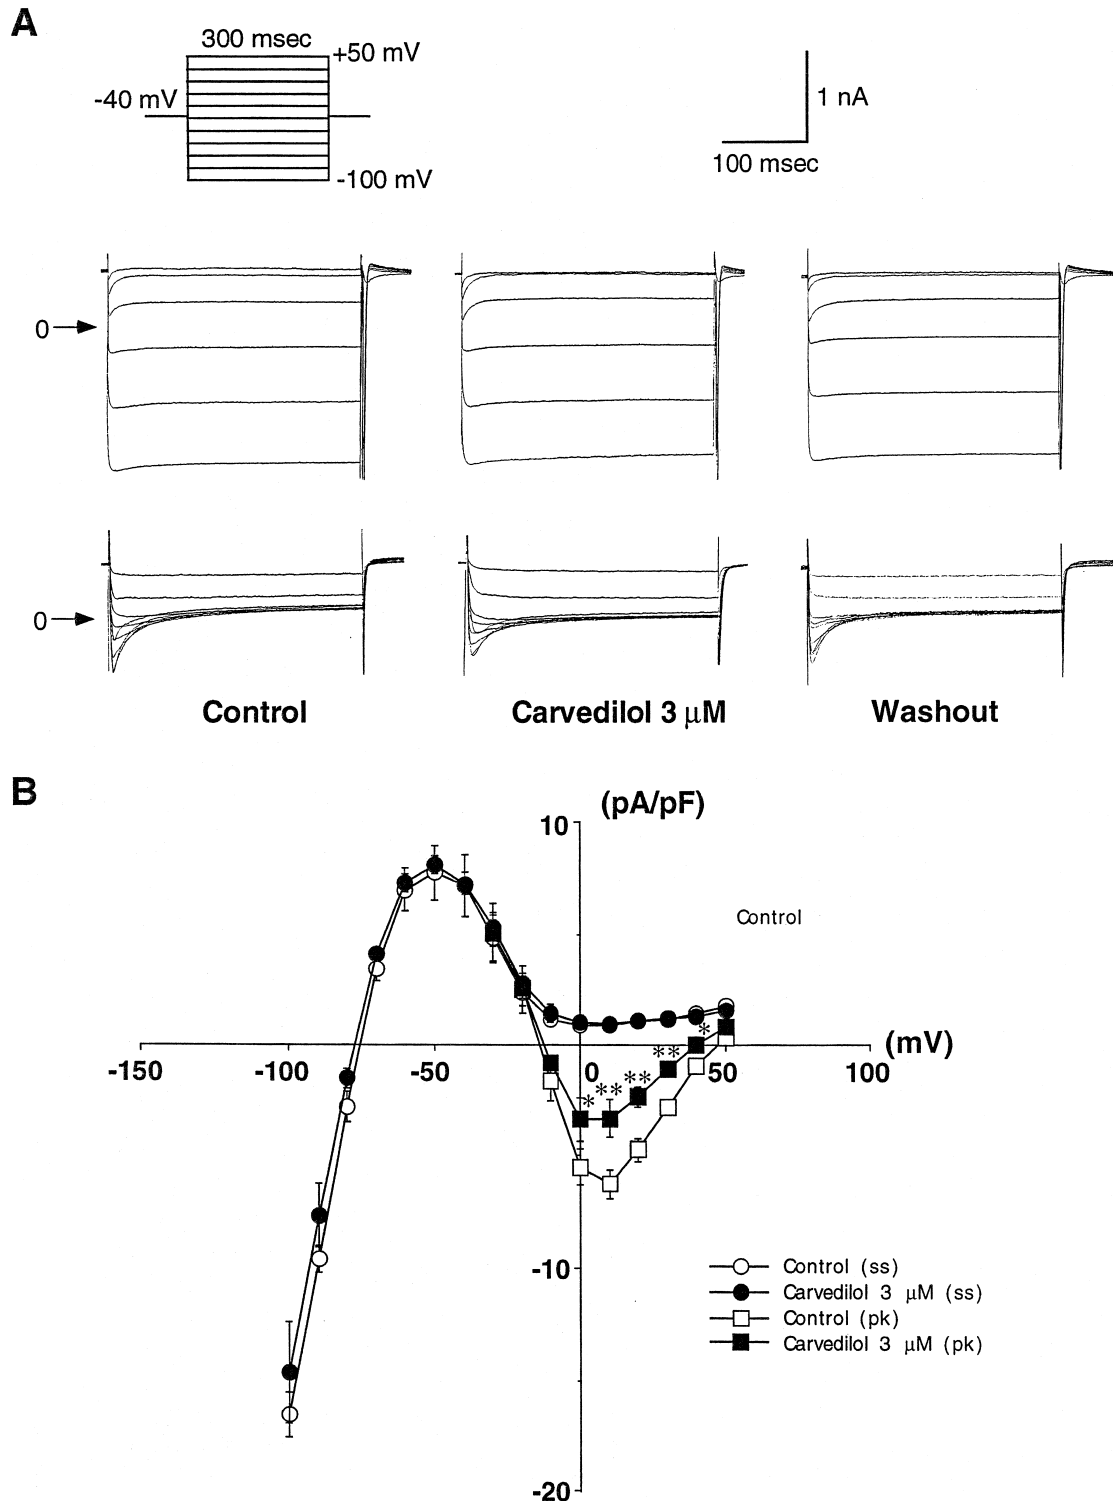 A
300 msec
+50 mV
-40 mV
-100 mV
1 nA
100 msec
0
0
Control
Carvedilol 3 μM
Washout
B
(pA/pF)
10
Control
(mV)
-150
-100
-50
0
50
100
*
**
**
**
*
-10
Control (ss)
Carvedilol 3 μM (ss)
Control (pk)
Carvedilol 3 μM (pk)
-20